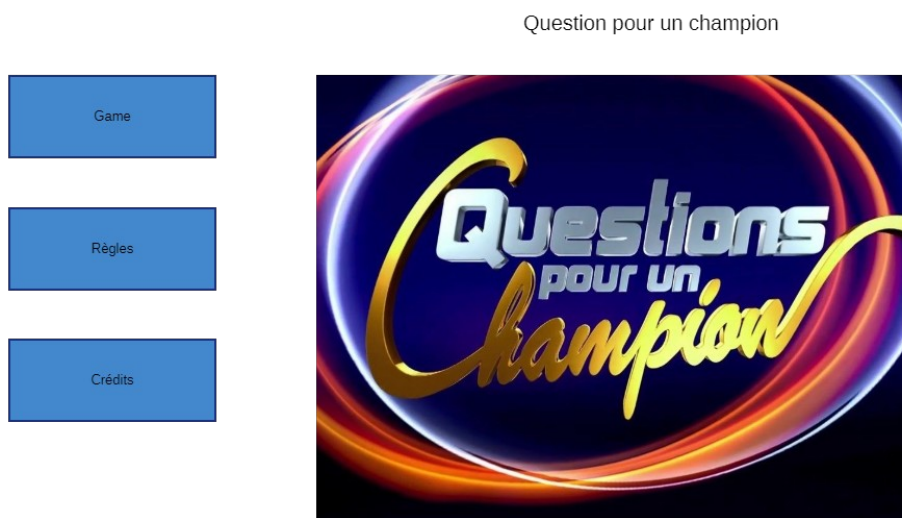 Question pour un champion
Game
Règles
Crédits
Questions
pour un
Champion